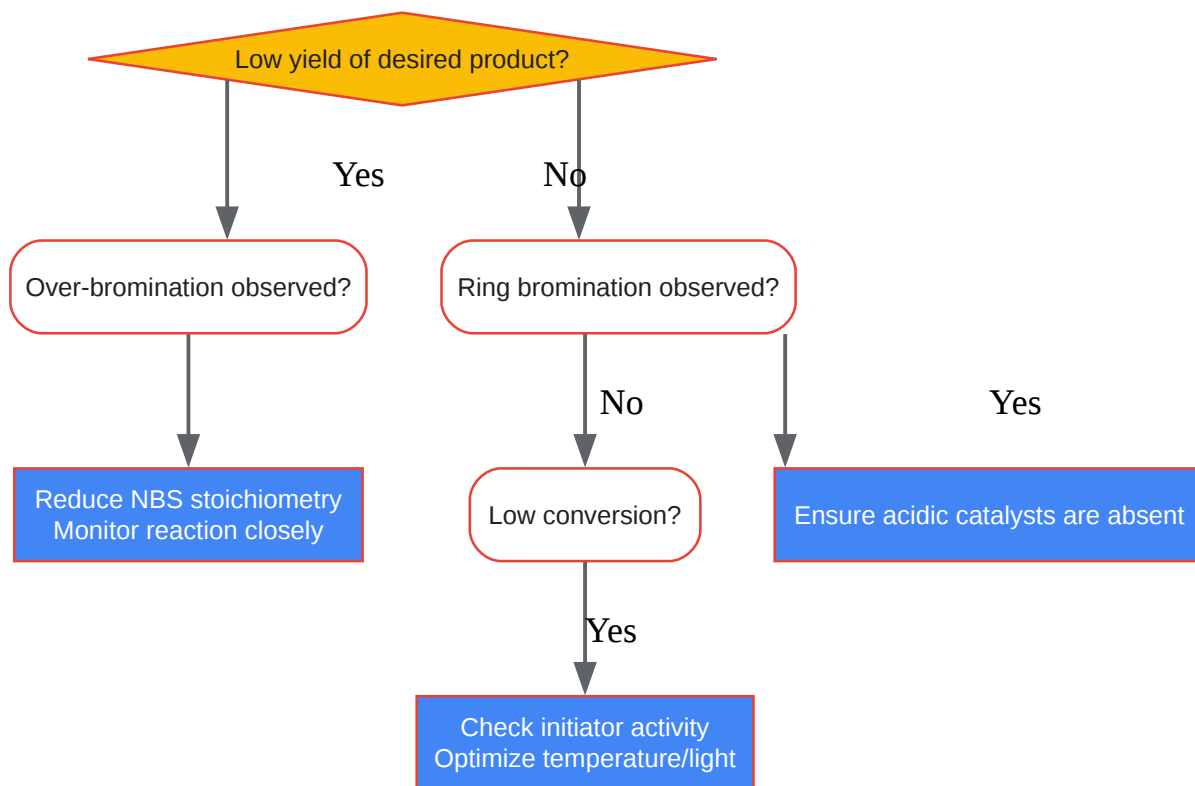 Low yield of desired product?
Yes
No
Over-bromination observed?
Ring bromination observed?
No
Yes
Reduce NBS stoichiometry
Monitor reaction closely
Low conversion?
Ensure acidic catalysts are absent
Yes
Check initiator activity
Optimize temperature/light